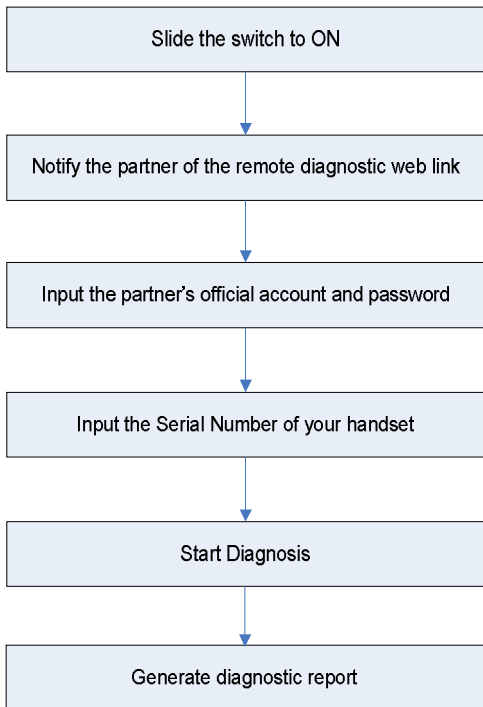 Slide the switch to ON
Notify the partner of the remote diagnostic web link
Input the partner's official account and password
Input the Serial Number of your handset
Start Diagnosis
Generate diagnostic report